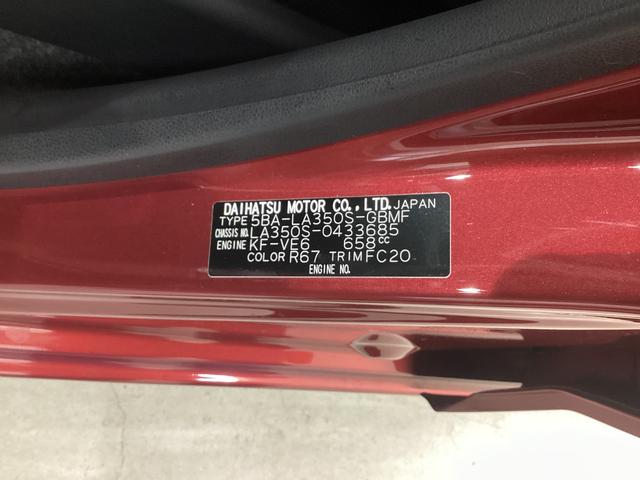 DAIHATSU MOTOR CO.,LTD. JAPAN
TYPE 5BA-LA350S-GBMF
CHASSIS NO. LA350S-0433685
ENGINE KF-VE6 658CC
COLOR R67 TRIM FC20
ENGINE NO.